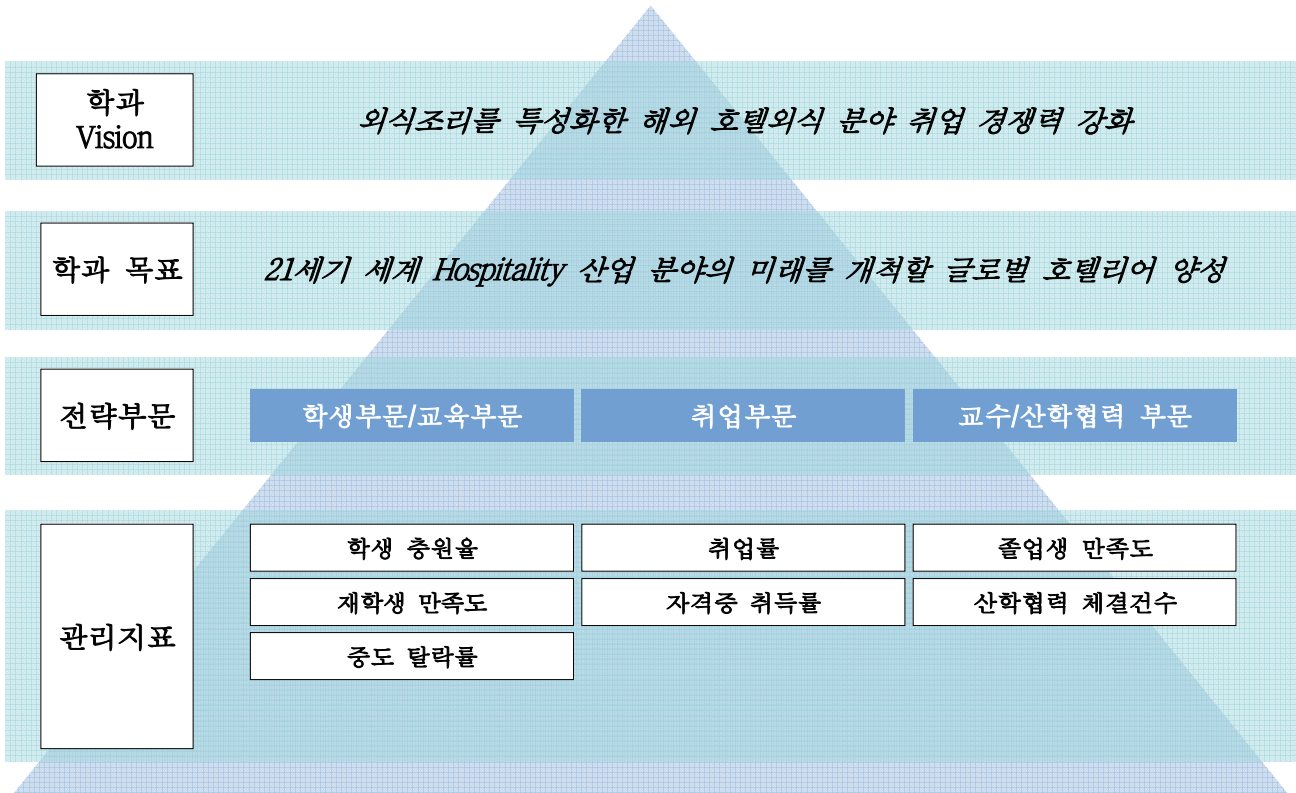 학과
Vision
외식조리를 특성화한 해외 호텔외식 분야 취업 경쟁력 강화
학과 목표
21세기 세계 Hospitality 산업 분야의 미래를 개척할 글로벌 호텔리어 양성
전략부문
학생부문/교육부문
취업부문
교수/산학협력 부문
관리지표
학생 충원율
취업률
졸업생 만족도
재학생 만족도
자격증 취득률
산학협력 체결건수
중도 탈락률